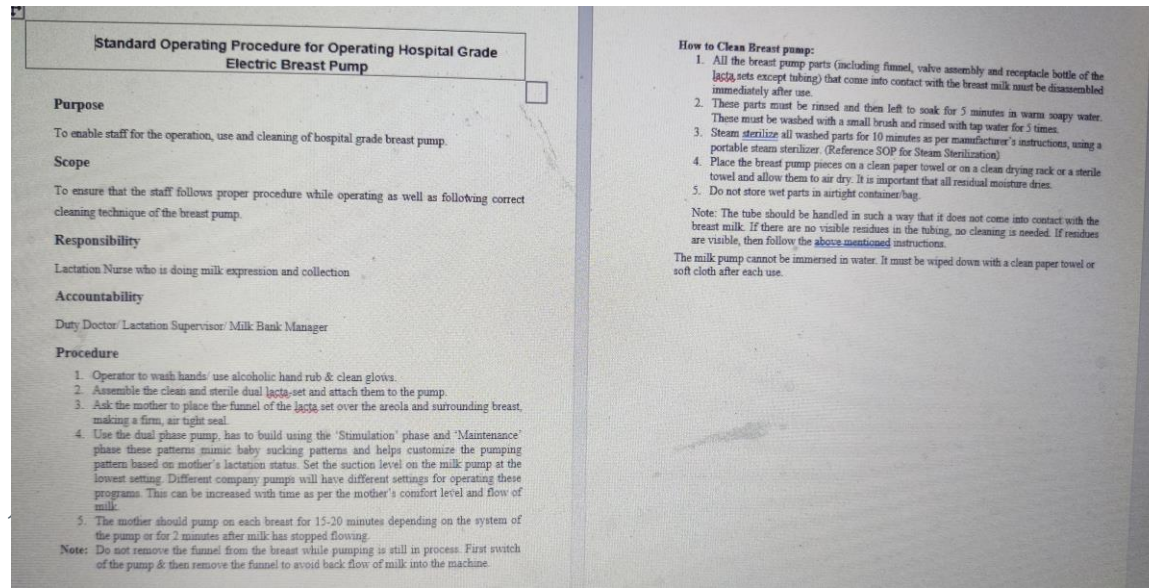 Standard Operating Procedure for Operating Hospital Grade
Electric Breast Pump
Purpose
To enable staff for the operation, use and cleaning of hospital grade breast pump.
Scope
To ensure that the staff follows proper procedure while operating as well as following correct
cleaning technique of the breast pump.
Responsibility
Lactation Nurse who is doing milk expression and collection
Accountability
Duty Doctor/ Lactation Supervisor/ Milk Bank Manager
Procedure
1. Operator to wash hands/ use alcoholic hand rub & clean glows.
2. Assemble the clean and sterile dual lacta-set and attach them to the pump.
3. Ask the mother to place the funnel of the lacta set over the areola and surrounding breast,
making a firm, air tight seal.
4. Use the dual phase pump, has to build using the 'Stimulation' phase and 'Maintenance'
phase these patterns mimic baby sucking patterns and helps customize the pumping
pattern based on mother's lactation status. Set the suction level on the milk pump at the
lowest setting. Different company pumps will have different settings for operating these
programs. This can be increased with time as per the mother's comfort level and flow of
milk.
5. The mother should pump on each breast for 15-20 minutes depending on the system of
the pump or for 2 minutes after milk has stopped flowing.
Note: Do not remove the funnel from the breast while pumping is still in process. First switch
of the pump & then remove the funnel to avoid back flow of milk into the machine.
How to Clean Breast pump:
1. All the breast pump parts (including funnel, valve assembly and receptacle bottle of the
lacta sets except tubing) that come into contact with the breast milk must be disassembled
immediately after use.
2. These parts must be rinsed and then left to soak for 5 minutes in warm soapy water.
These must be washed with a small brush and rinsed with tap water for 5 times.
3. Steam sterilize all washed parts for 10 minutes as per manufacturer's instructions, using a
portable steam sterilizer. (Reference SOP for Steam Sterilization)
4. Place the breast pump pieces on a clean paper towel or on a clean drying rack or a sterile
towel and allow them to air dry. It is important that all residual moisture dries.
5. Do not store wet parts in airtight container/bag.
Note: The tube should be handled in such a way that it does not come into contact with the
breast milk. If there are no visible residues in the tubing, no cleaning is needed. If residues
are visible, then follow the above mentioned instructions.
The milk pump cannot be immersed in water. It must be wiped down with a clean paper towel or
soft cloth after each use.